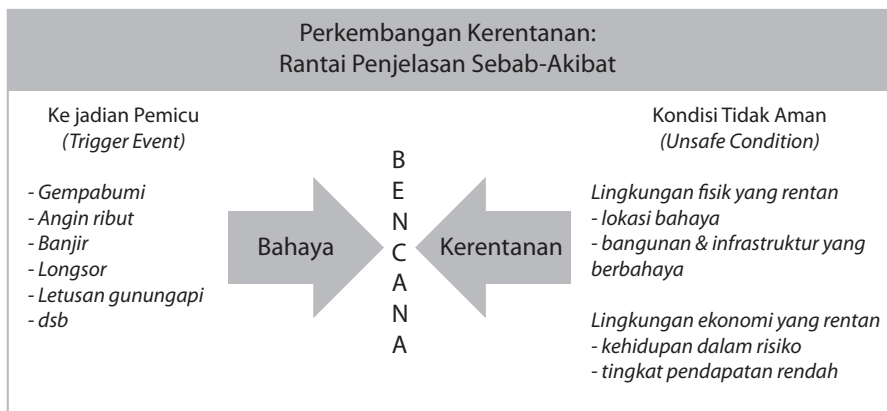 Perkembangan Kerentanan:
Rantai Penjelasan Sebab-Akibat
Ke jadian Pemicu
(Trigger Event)
- Gempabumi
- Angin ribut
- Banjir
- Longsor
- Letusan gunungapi
- dsb
Bahaya
B
E
N
C
A
N
A
Kerentanan
Kondisi Tidak Aman
(Unsafe Condition)
Lingkungan fisik yang rentan
- lokasi bahaya
- bangunan & infrastruktur yang
berbahaya
Lingkungan ekonomi yang rentan
- kehidupan dalam risiko
- tingkat pendapatan rendah